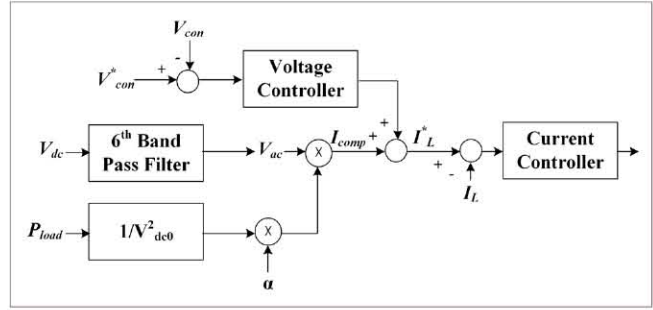 V_con
-
V*_con
+
Voltage
Controller
V_dc
6th Band
Pass Filter
V_ac
X
I_comp
+
+
I*_L
+
-
I_L
Current
Controller
P_load
1/V²_dc0
X
α